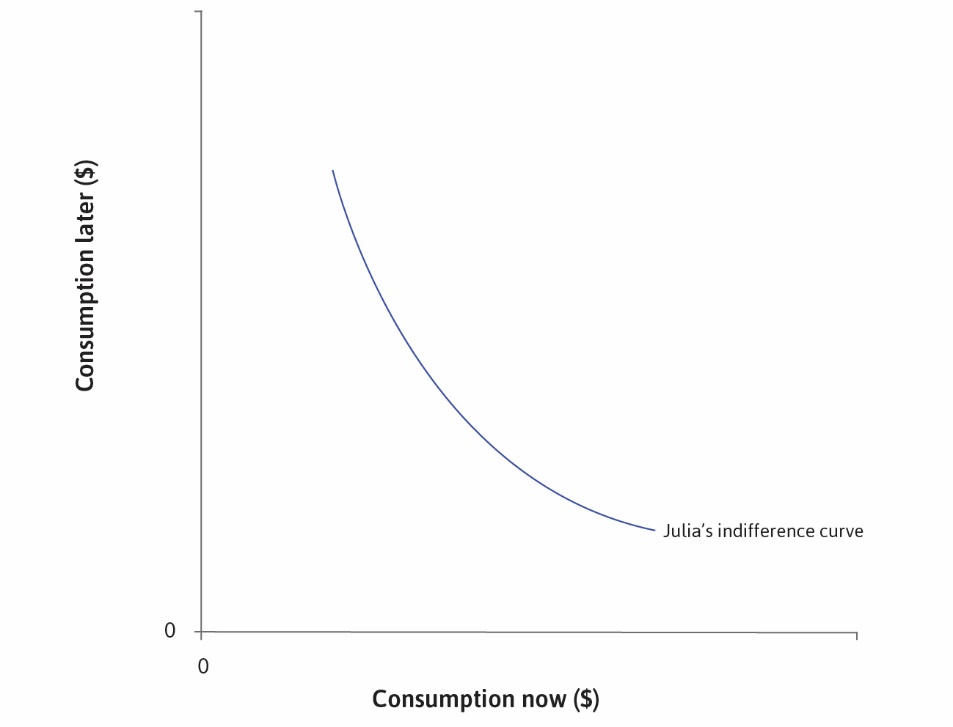 Consumption later ($)
Julia’s indifference curve
0
0
Consumption now ($)